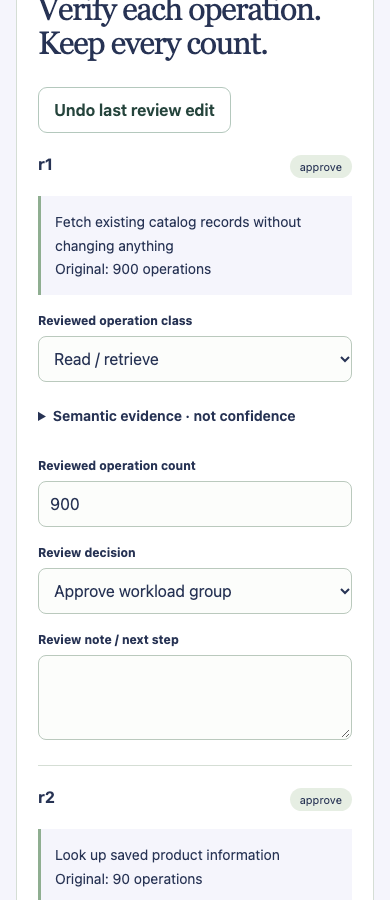 Verify each operation.
Keep every count.
Undo last review edit
r1
approve
Fetch existing catalog records without
changing anything
Original: 900 operations
Reviewed operation class
Read / retrieve
Semantic evidence · not confidence
Reviewed operation count
900
Review decision
Approve workload group
Review note / next step
r2
approve
Look up saved product information
Original: 90 operations